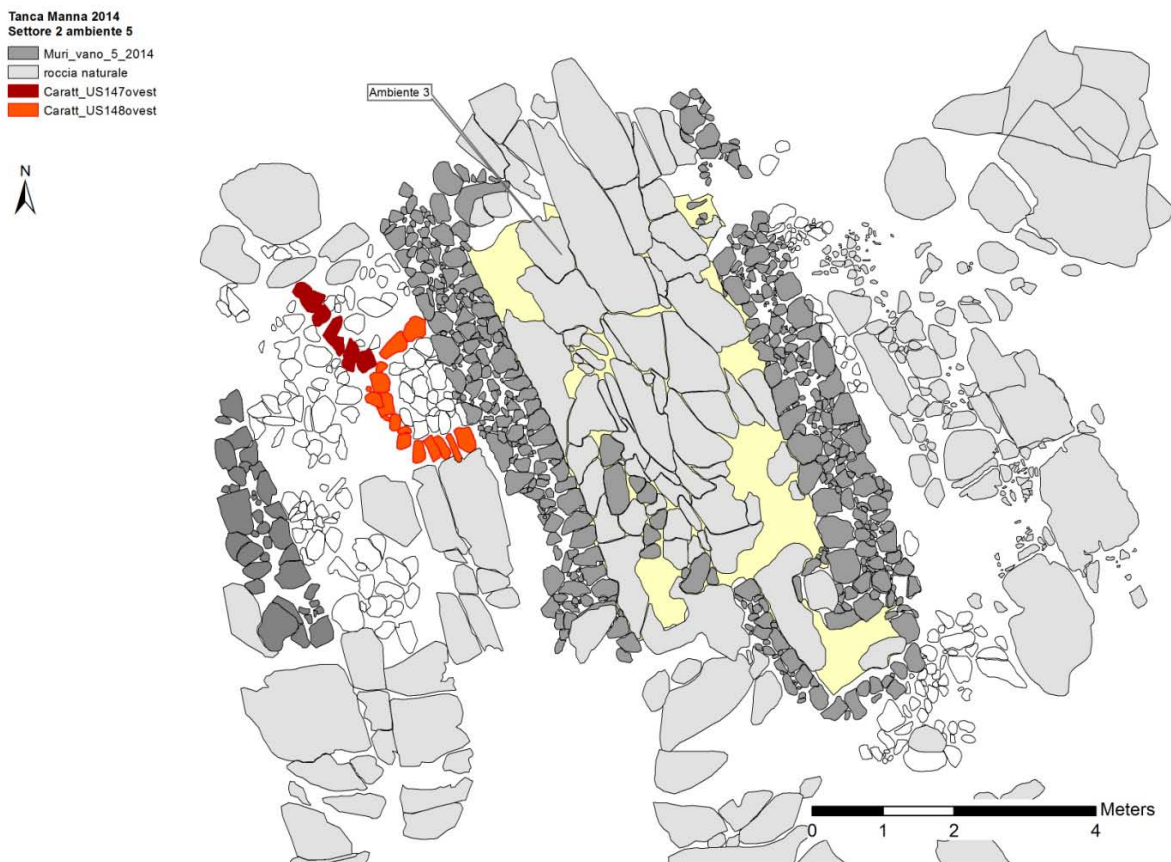 Tanca Manna 2014
Settore 2 ambiente 5
Muri_vano_5_2014
roccia naturale
Caratt_US147ovest
Caratt_US148ovest
N
Ambiente 3
Meters
0 1 2 4